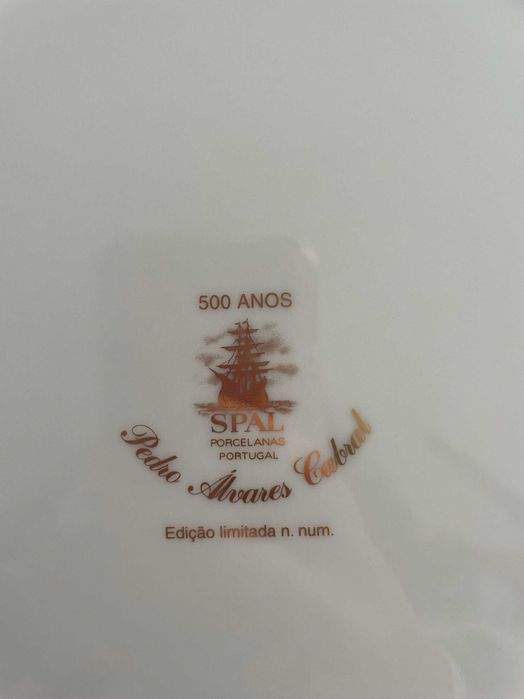 500 ANOS
SPAL
PORCELANAS
PORTUGAL
Pedro Álvares Cabral
Edição limitada n. num.